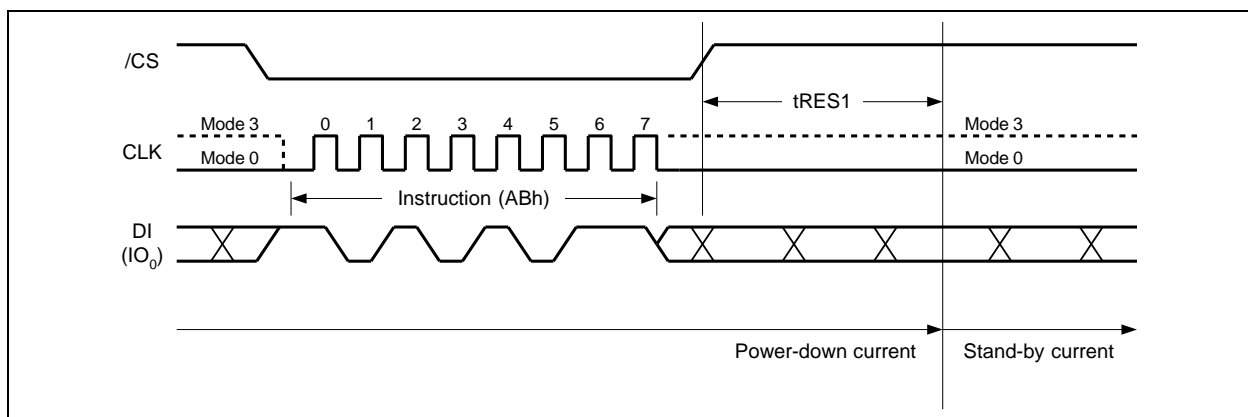 /CS
tRES1
Mode 3 0 1 2 3 4 5 6 7 Mode 3
CLK
Mode 0 Mode 0
Instruction (ABh)
DI
(IO0)
Power-down current Stand-by current